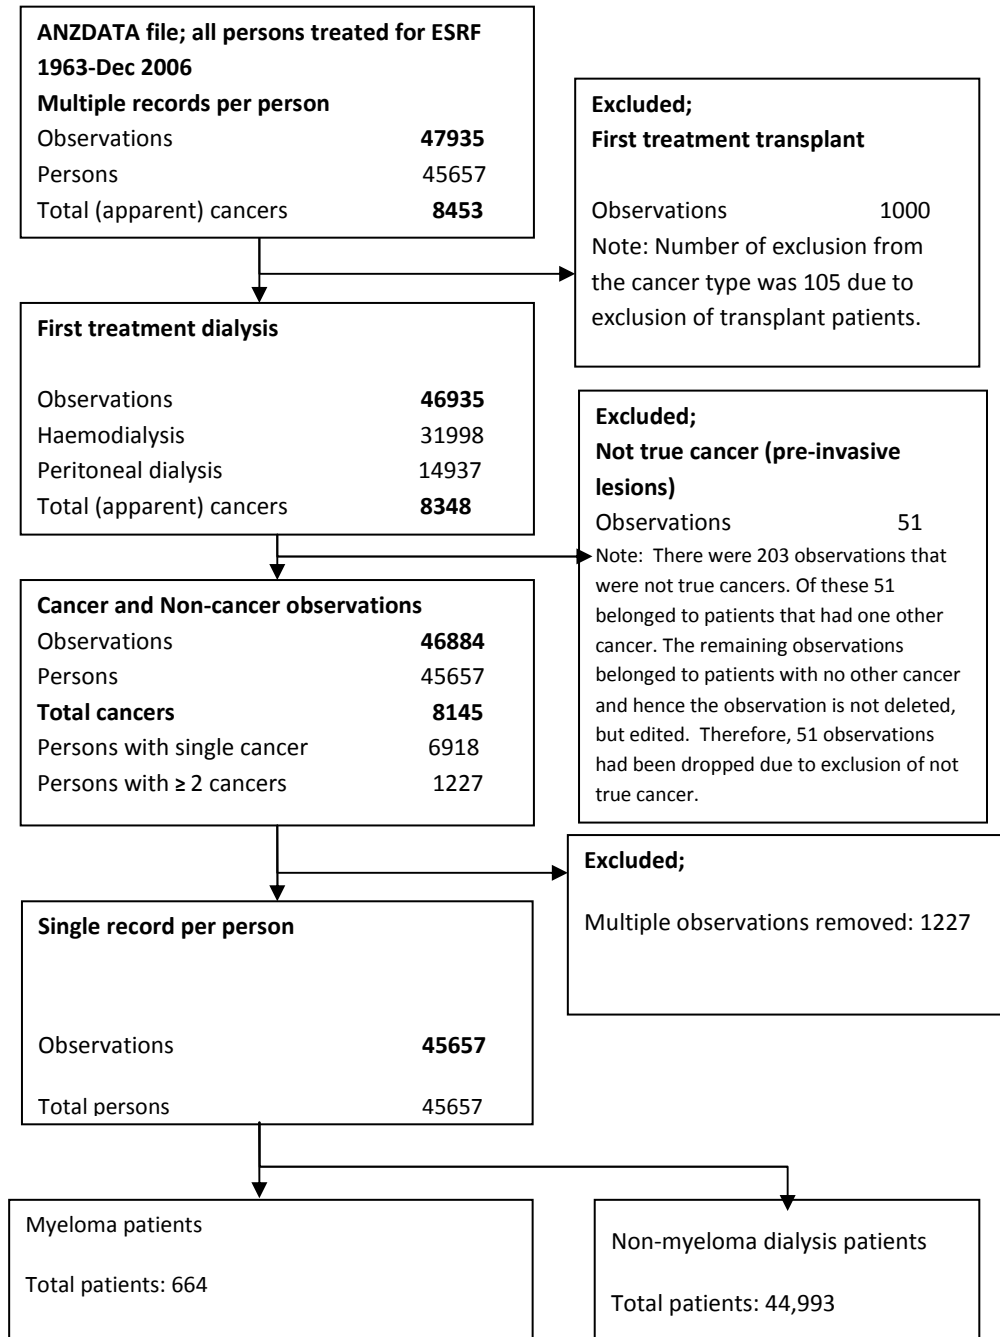 ANZDATA file; all persons treated for ESRF
1963-Dec 2006
Multiple records per person
Observations 47935
Persons 45657
Total (apparent) cancers 8453
Excluded;
First treatment transplant
Observations 1000
Note: Number of exclusion from
the cancer type was 105 due to
exclusion of transplant patients.
First treatment dialysis
Observations 46935
Haemodialysis 31998
Peritoneal dialysis 14937
Total (apparent) cancers 8348
Excluded;
Not true cancer (pre-invasive
lesions)
Observations 51
Note: There were 203 observations that
were not true cancers. Of these 51
belonged to patients that had one other
cancer. The remaining observations
belonged to patients with no other cancer
and hence the observation is not deleted,
but edited. Therefore, 51 observations
had been dropped due to exclusion of not
true cancer.
Cancer and Non-cancer observations
Observations 46884
Persons 45657
Total cancers 8145
Persons with single cancer 6918
Persons with ≥ 2 cancers 1227
Excluded;
Multiple observations removed: 1227
Single record per person
Observations 45657
Total persons 45657
Myeloma patients
Total patients: 664
Non-myeloma dialysis patients
Total patients: 44,993